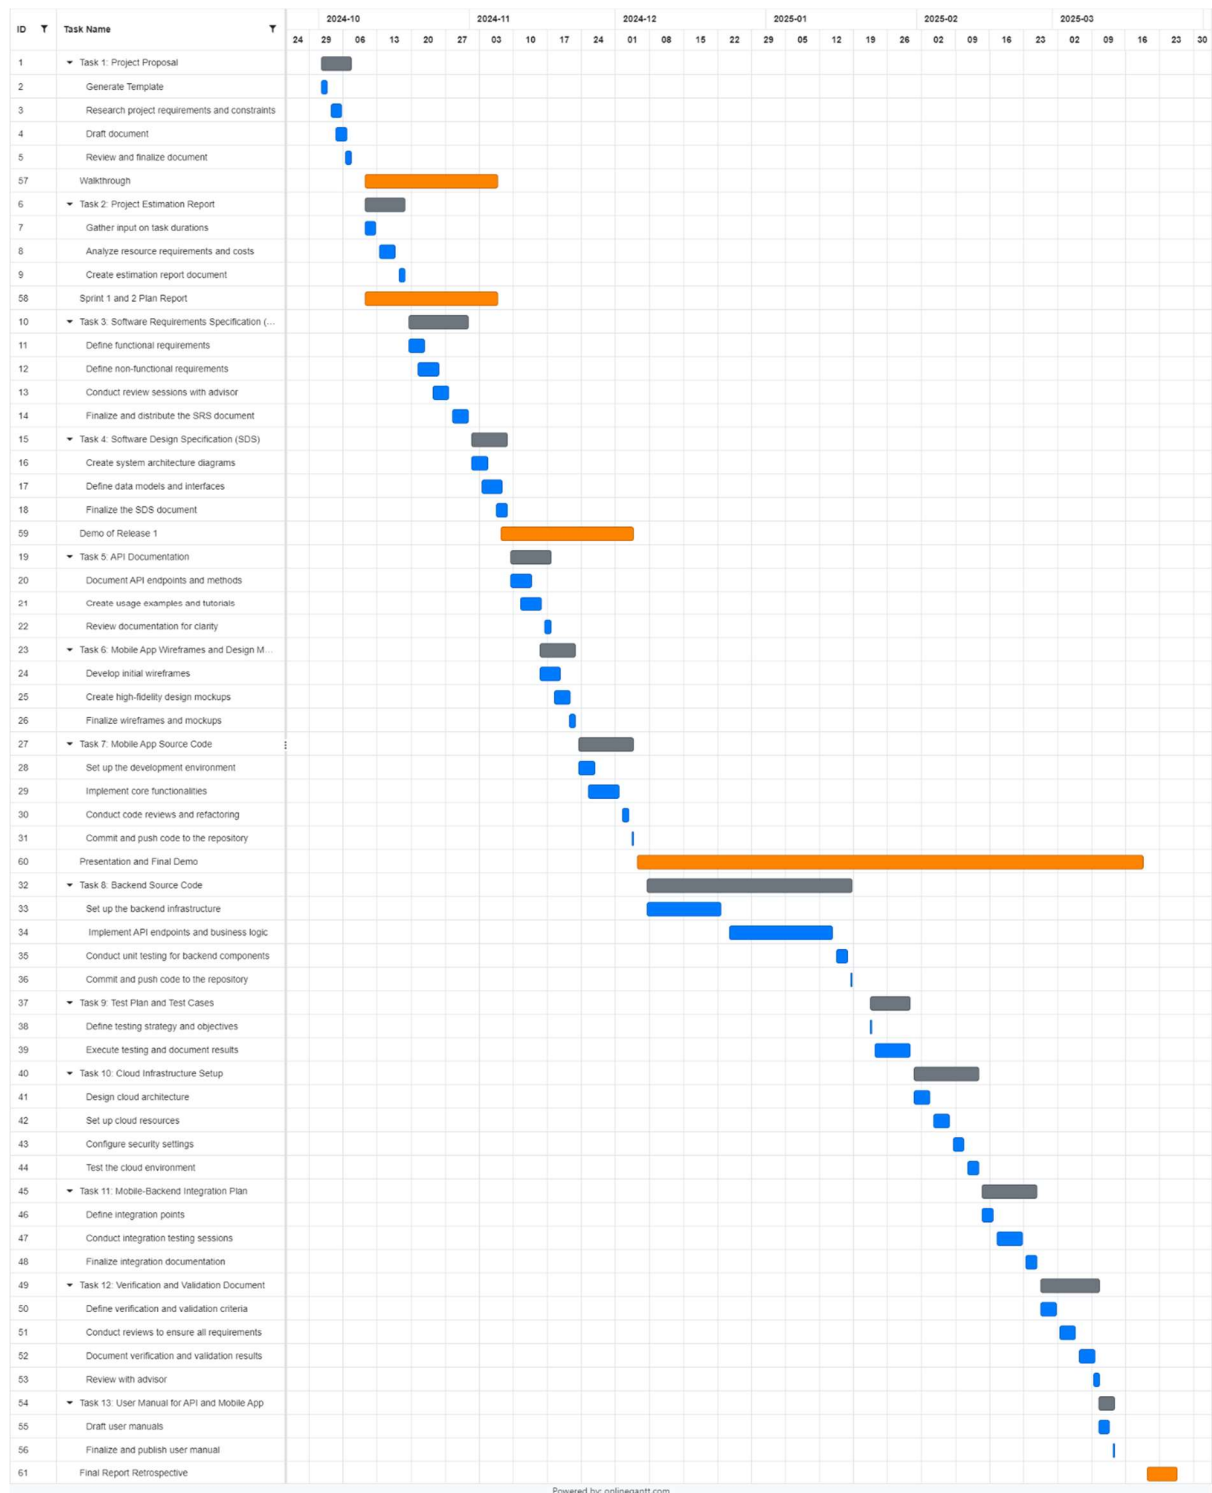 ID Task Name 2024-10 2024-11 2024-12 2025-01 2025-02 2025-03
24 29 06 13 20 27 03 10 17 24 01 08 15 22 29 05 12 19 26 02 09 16 23 02 09 16 23 30
1 Task 1: Project Proposal
2 Generate Template
3 Research project requirements and constraints
4 Draft document
5 Review and finalize document
57 Walkthrough
6 Task 2: Project Estimation Report
7 Gather input on task durations
8 Analyze resource requirements and costs
9 Create estimation report document
58 Sprint 1 and 2 Plan Report
10 Task 3: Software Requirements Specification (...
11 Define functional requirements
12 Define non-functional requirements
13 Conduct review sessions with advisor
14 Finalize and distribute the SRS document
15 Task 4: Software Design Specification (SDS)
16 Create system architecture diagrams
17 Define data models and interfaces
18 Finalize the SDS document
59 Demo of Release 1
19 Task 5: API Documentation
20 Document API endpoints and methods
21 Create usage examples and tutorials
22 Review documentation for clarity
23 Task 6: Mobile App Wireframes and Design M...
24 Develop initial wireframes
25 Create high-fidelity design mockups
26 Finalize wireframes and mockups
27 Task 7: Mobile App Source Code
28 Set up the development environment
29 Implement core functionalities
30 Conduct code reviews and refactoring
31 Commit and push code to the repository
60 Presentation and Final Demo
32 Task 8: Backend Source Code
33 Set up the backend infrastructure
34 Implement API endpoints and business logic
35 Conduct unit testing for backend components
36 Commit and push code to the repository
37 Task 9: Test Plan and Test Cases
38 Define testing strategy and objectives
39 Execute testing and document results
40 Task 10: Cloud Infrastructure Setup
41 Design cloud architecture
42 Set up cloud resources
43 Configure security settings
44 Test the cloud environment
45 Task 11: Mobile-Backend Integration Plan
46 Define integration points
47 Conduct integration testing sessions
48 Finalize integration documentation
49 Task 12: Verification and Validation Document
50 Define verification and validation criteria
51 Conduct reviews to ensure all requirements
52 Document verification and validation results
53 Review with advisor
54 Task 13: User Manual for API and Mobile App
55 Draft user manuals
56 Finalize and publish user manual
61 Final Report Retrospective
Powered by: onlinegantt.com